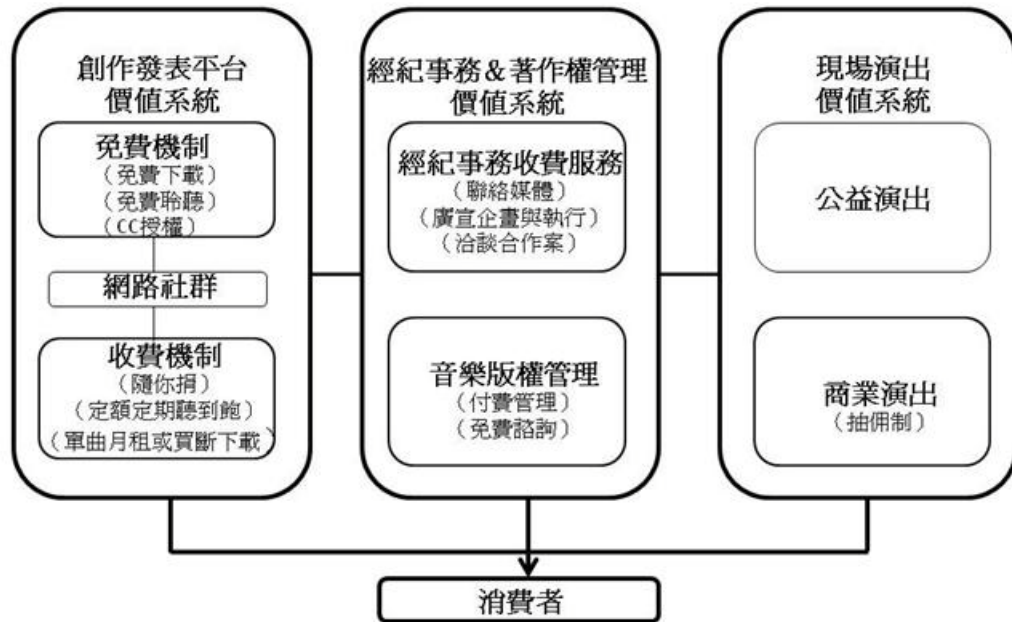 創作發表平台
價值系統
免費機制
（免費下載）
（免費聆聽）
（CC授權）
網路社群
收費機制
（隨你捐）
（定額定期聽到飽）
（單曲月租或買斷下載）
經紀事務＆著作權管理
價值系統
經紀事務收費服務
（聯絡媒體）
（廣宣企畫與執行）
（洽談合作案）
音樂版權管理
（付費管理）
（免費諮詢）
現場演出
價值系統
公益演出
商業演出
（抽佣制）
消費者